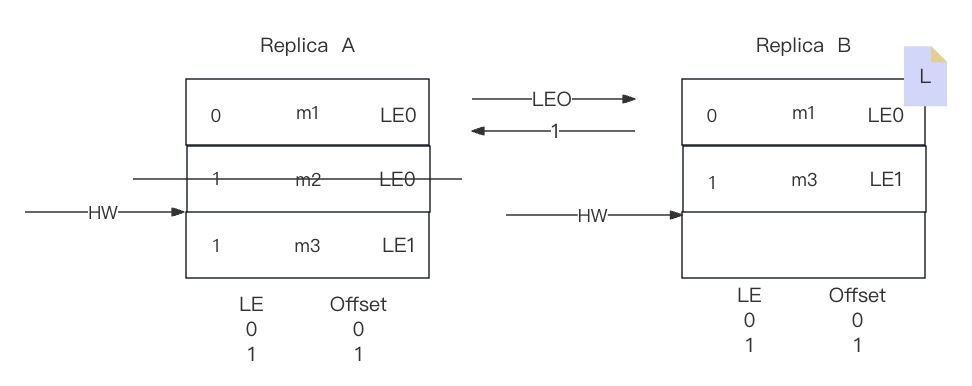 Replica A
0 m1 LE0
1 m2 LE0
HW
1 m3 LE1
LE Offset
0 0
1 1
LEO
1
Replica B
L
0 m1 LE0
1 m3 LE1
HW
LE Offset
0 0
1 1